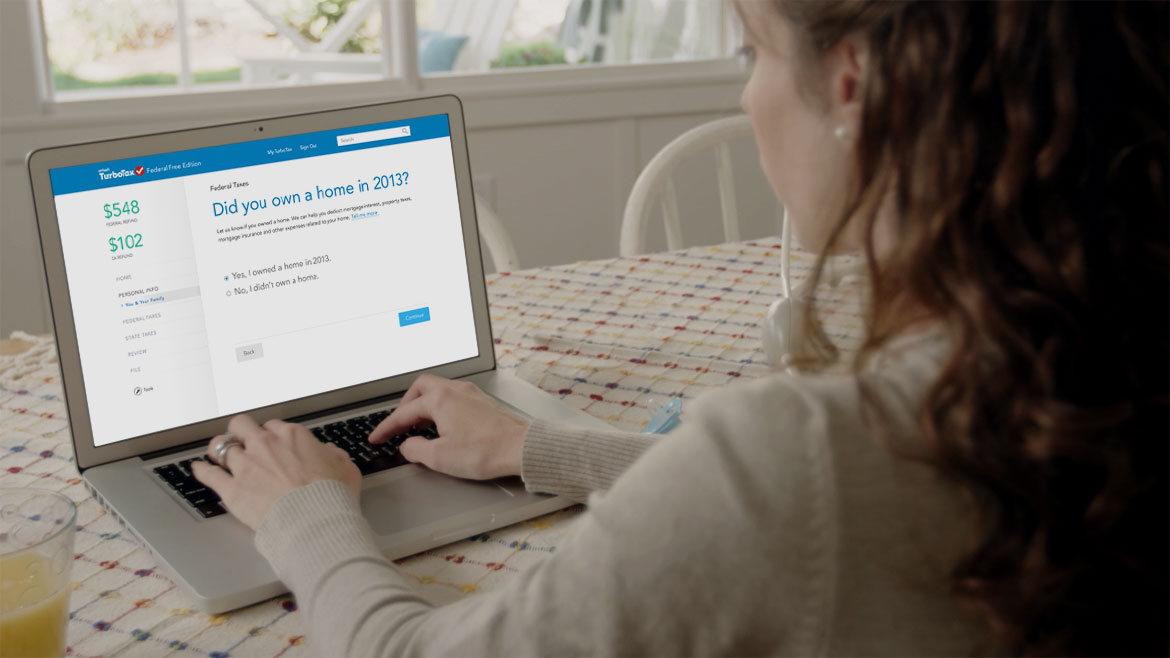 intuit
TurboTax Federal Free Edition
My TurboTax Sign Out
Search
$548
FEDERAL REFUND
$102
CA REFUND
HOME
PERSONAL INFO
You & Your Family
FEDERAL TAXES
STATE TAXES
REVIEW
FILE
Tools
Federal Taxes
Did you own a home in 2013?
Let us know if you owned a home. We can help you deduct mortgage interest, property taxes,
mortgage insurance and other expenses related to your home. Tell me more
Yes, I owned a home in 2013.
No, I didn't own a home.
Back
Continue